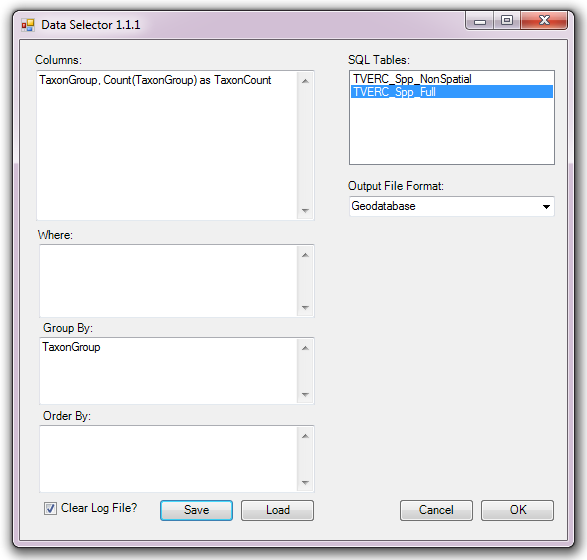 Data Selector 1.1.1
Columns:
TaxonGroup, Count(TaxonGroup) as TaxonCount
SQL Tables:
TVERC_Spp_NonSpatial
TVERC_Spp_Full
Output File Format:
Geodatabase
Where:
Group By:
TaxonGroup
Order By:
Clear Log File?
Save
Load
Cancel
OK